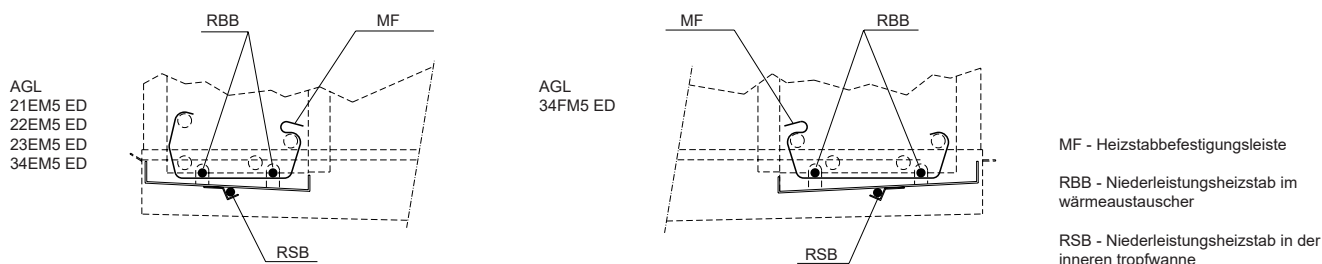 RBB
MF
AGL
21EM5 ED
22EM5 ED
23EM5 ED
34EM5 ED
RSB
MF
RBB
AGL
34FM5 ED
RSB
MF - Heizstabbefestigungsleiste
RBB - Niederleistungsheizstab im
wärmeaustauscher
RSB - Niederleistungsheizstab in der
inneren tropfwanne